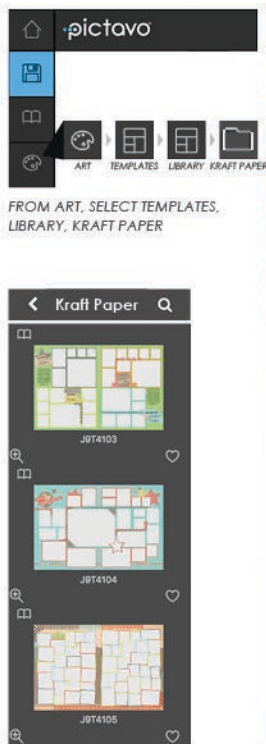 pictavo
ART TEMPLATES LIBRARY KRAFT PAPER
FROM ART, SELECT TEMPLATES,
LIBRARY, KRAFT PAPER
Kraft Paper
J9T4103
J9T4104
J9T4105